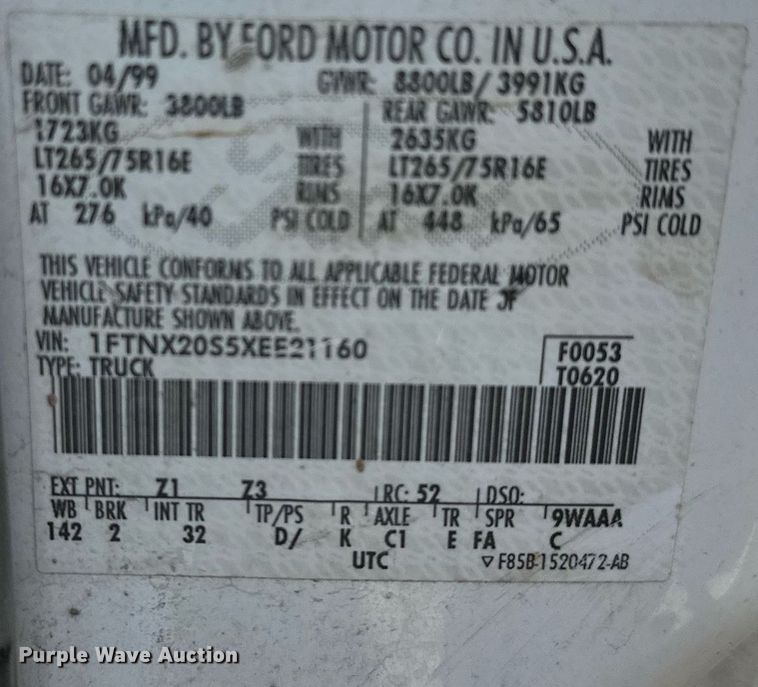 MFD. BY FORD MOTOR CO. IN U.S.A.
DATE: 04/99 GVWR: 8800LB/ 3991KG
FRONT GAWR: 3800LB REAR GAWR: 5810LB
1723KG WITH 2635KG WITH
LT265/75R16E TIRES LT265/75R16E TIRES
16X7.0K RIMS 16X7.0K RIMS
AT 276 kPa/40 PSI COLD AT 448 kPa/65 PSI COLD
THIS VEHICLE CONFORMS TO ALL APPLICABLE FEDERAL MOTOR
VEHICLE SAFETY STANDARDS IN EFFECT ON THE DATE OF
MANUFACTURE SHOWN ABOVE.
VIN: 1FTNX20S5XEE21160 F0053
TYPE: TRUCK T0620
EXT PNT: Z1 Z3 RC: 52 DSO:
WB BRK INT TR TP/PS R AXLE TR SPR 9WAAA
142 2 32 D/ K C1 E FA C
UTC ▽F85B-1520472-AB
Purple Wave Auction